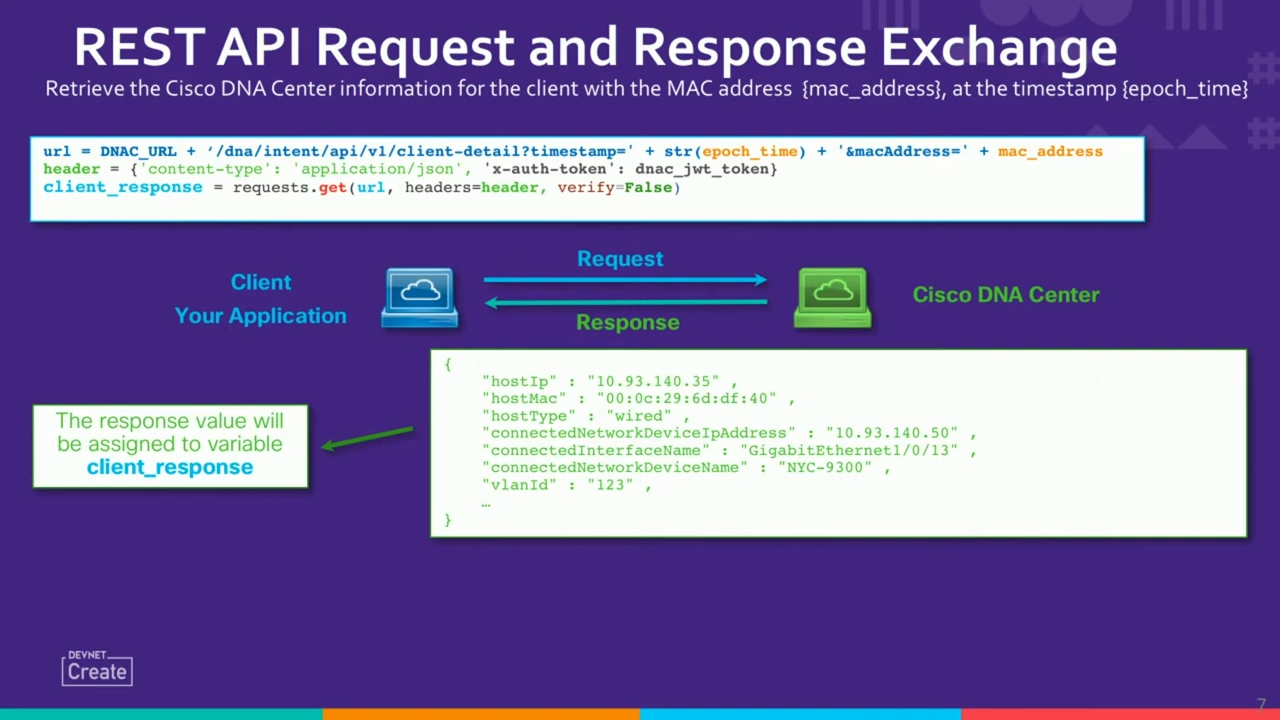 REST API Request and Response Exchange
Retrieve the Cisco DNA Center information for the client with the MAC address {mac_address}, at the timestamp {epoch_time}
url = DNAC_URL + ‘/dna/intent/api/v1/client-detail?timestamp=' + str(epoch_time) + '&macAddress=' + mac_address
header = {'content-type': 'application/json', 'x-auth-token': dnac_jwt_token}
client_response = requests.get(url, headers=header, verify=False)
Request
Client
Your Application
Cisco DNA Center
Response
{
"hostIp" : "10.93.140.35" ,
"hostMac" : "00:0c:29:6d:df:40" ,
"hostType" : "wired" ,
"connectedNetworkDeviceIpAddress" : "10.93.140.50" ,
"connectedInterfaceName" : "GigabitEthernet1/0/13" ,
"connectedNetworkDeviceName" : "NYC-9300" ,
"vlanId" : "123" ,
…
}
The response value will
be assigned to variable
client_response
DEVNET
Create
7